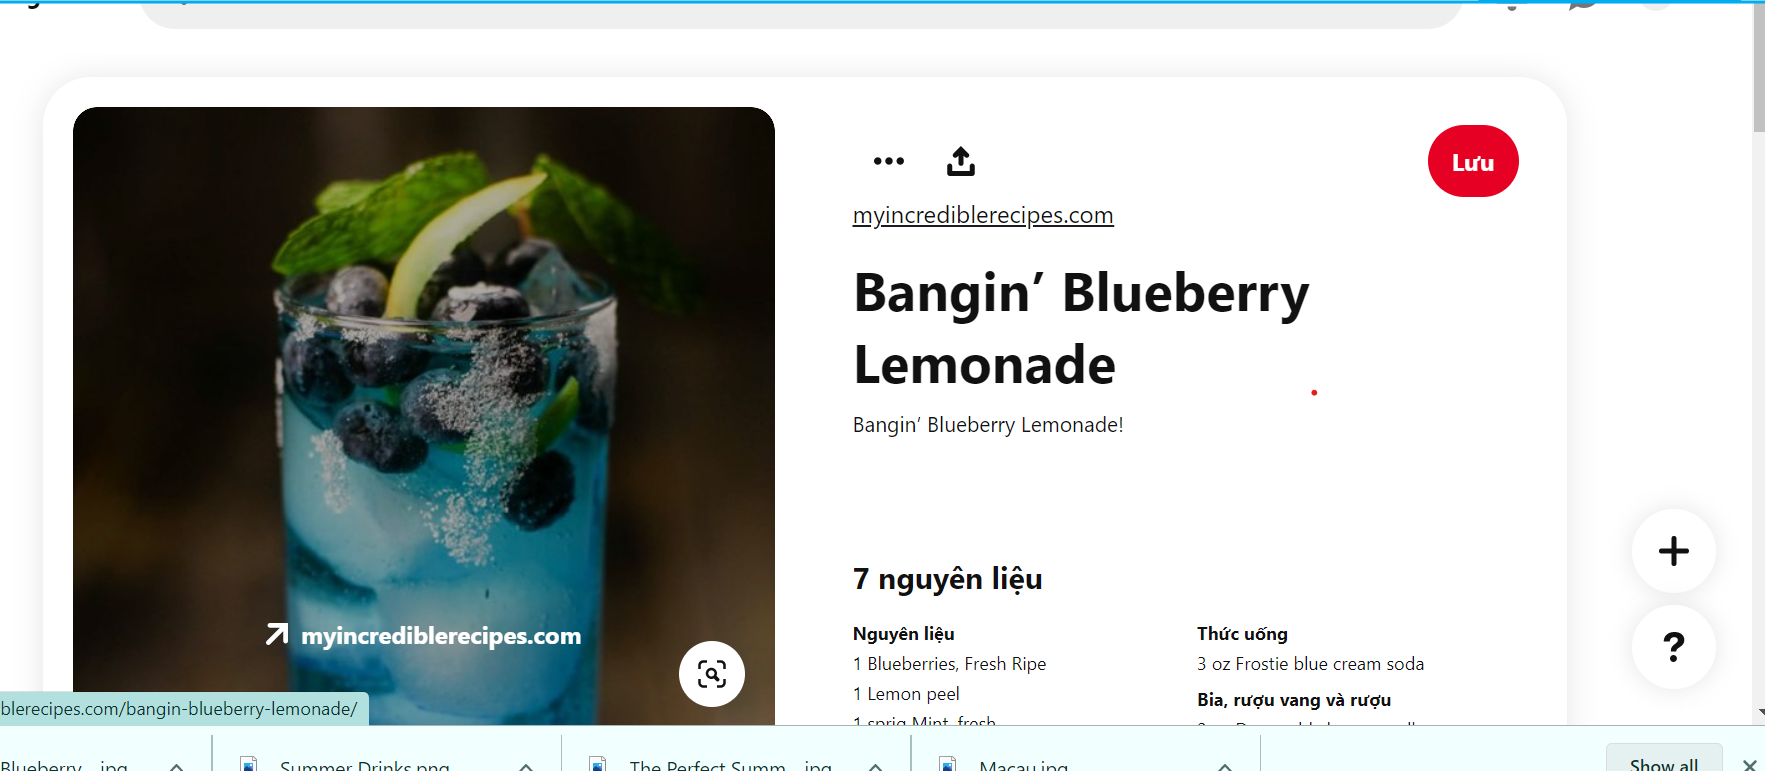 Lưu
myincrediblerecipes.com
Bangin’ Blueberry
Lemonade
Bangin’ Blueberry Lemonade!
7 nguyên liệu
Nguyên liệu
1 Blueberries, Fresh Ripe
1 Lemon peel
1 sprig Mint, fresh
Thức uống
3 oz Frostie blue cream soda
Bia, rượu vang và rượu
myincrediblerecipes.com
?
blerecipes.com/bangin-blueberry-lemonade/
Blueberry....jpg
Summer Drinks.png
The Perfect Summ....jpg
Macau.jpg
Show all